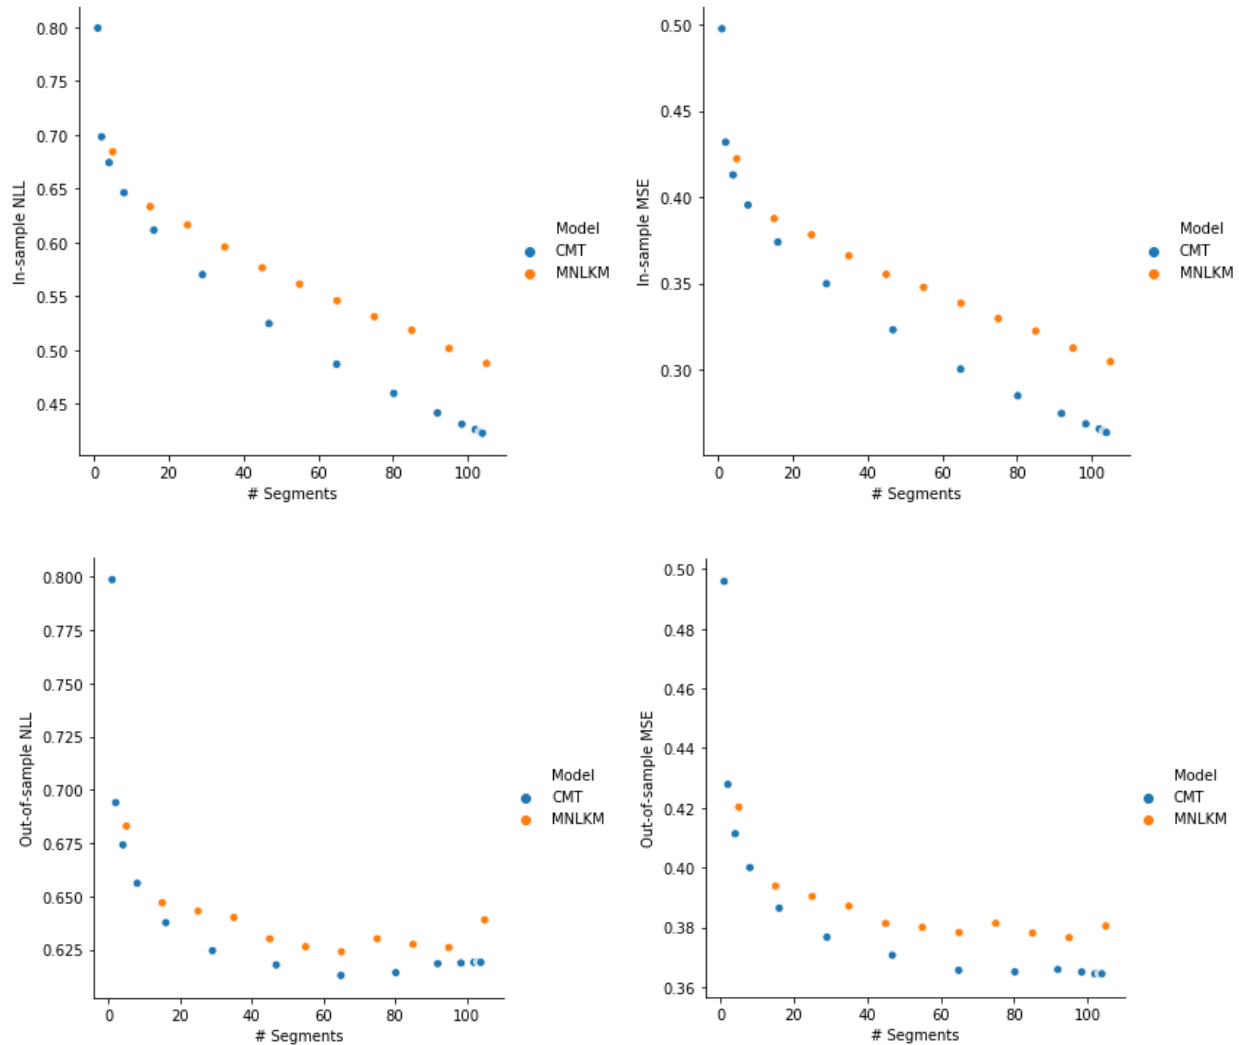 0.80
0.75
0.70
0.65
0.60
0.55
0.50
0.45
In-sample NLL
0 20 40 60 80 100
# Segments
Model
CMT
MNLKM
0.50
0.45
0.40
0.35
0.30
In-sample MSE
0 20 40 60 80 100
# Segments
Model
CMT
MNLKM
0.800
0.775
0.750
0.725
0.700
0.675
0.650
0.625
Out-of-sample NLL
0 20 40 60 80 100
# Segments
Model
CMT
MNLKM
0.50
0.48
0.46
0.44
0.42
0.40
0.38
0.36
Out-of-sample MSE
0 20 40 60 80 100
# Segments
Model
CMT
MNLKM